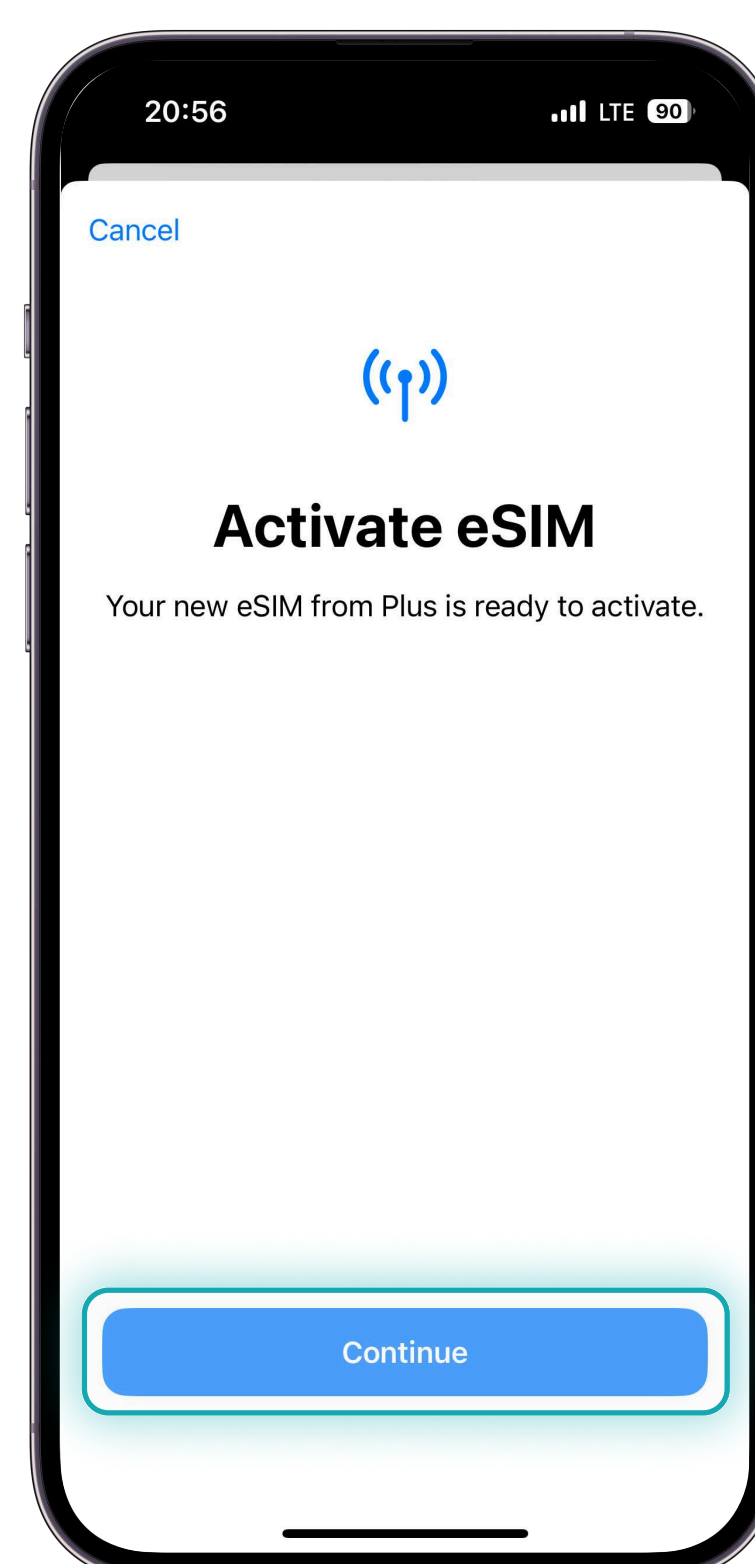 20:56
LTE 90
Cancel
Activate eSIM
Your new eSIM from Plus is ready to activate.
Continue